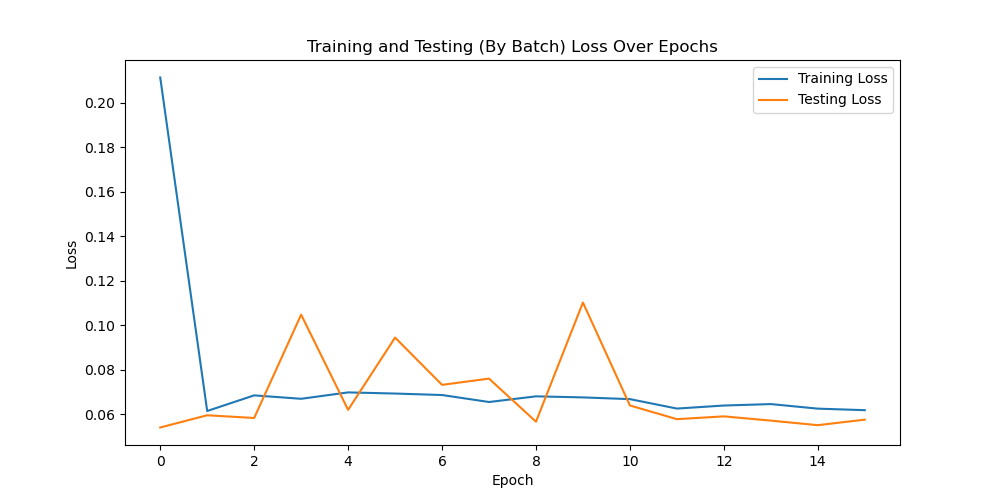 Training and Testing (By Batch) Loss Over Epochs
Training Loss
Testing Loss
0.20
0.18
0.16
0.14
0.12
0.10
0.08
0.06
Loss
0 2 4 6 8 10 12 14
Epoch